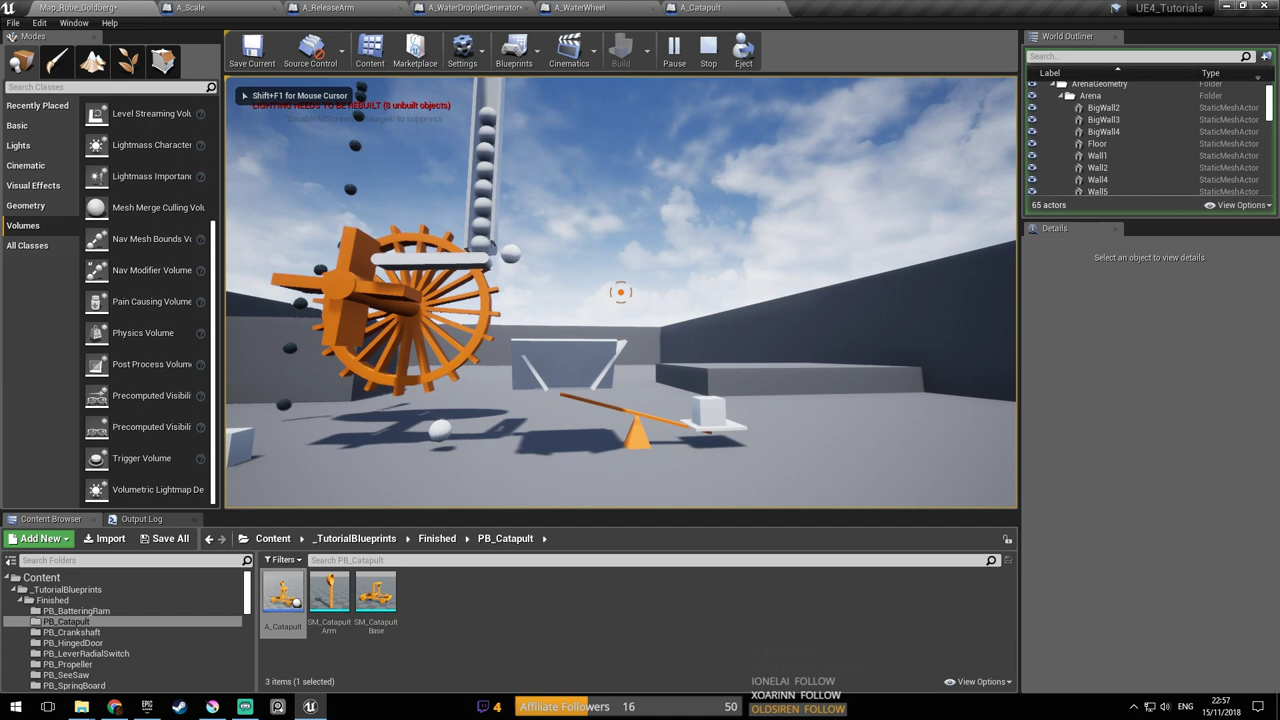 Map_Rube_Goldberg*
A_Scale
A_ReleaseArm
A_WaterDropletGenerator*
A_WaterWheel
A_Catapult
UE4_Tutorials
File
Edit
Window
Help
Modes
Search Classes
Recently Placed
Basic
Lights
Cinematic
Visual Effects
Geometry
Volumes
All Classes
Level Streaming Volu
Lightmass Character
Lightmass Importanc
Mesh Merge Culling Volu
Nav Mesh Bounds Vo
Nav Modifier Volume
Pain Causing Volume
Physics Volume
Post Process Volum
Precomputed Visibilit
Precomputed Visibilit
Trigger Volume
Volumetric Lightmap De
Save Current
Source Control
Content
Marketplace
Settings
Blueprints
Cinematics
Build
Pause
Stop
Eject
Shift+F1 for Mouse Cursor
LIGHTING NEEDS TO BE REBUILT (8 unbuilt objects)
World Outliner
Search...
Label
Type
ArenaGeometry
Folder
Arena
Folder
BigWall2
StaticMeshActor
BigWall3
StaticMeshActor
BigWall4
StaticMeshActor
Floor
StaticMeshActor
Wall1
StaticMeshActor
Wall2
StaticMeshActor
Wall4
StaticMeshActor
Wall5
StaticMeshActor
65 actors
View Options
Details
Select an object to view details
Content Browser
Output Log
Add New
Import
Save All
Content
_TutorialBlueprints
Finished
PB_Catapult
Search Folders
Filters
Search PB_Catapult
Content
_TutorialBlueprints
Finished
PB_BatteringRam
PB_Catapult
PB_Crankshaft
PB_HingedDoor
PB_LeverRadialSwitch
PB_Propeller
PB_SeeSaw
PB_SpringBoard
A_Catapult
SM_Catapult
Arm
SM_Catapult
Base
3 items (1 selected)
View Options
IONELAI FOLLOW
XOARINN FOLLOW
OLDSIREN FOLLOW
4
Affiliate Followers
16
50
ENG
22:57
15/11/2018